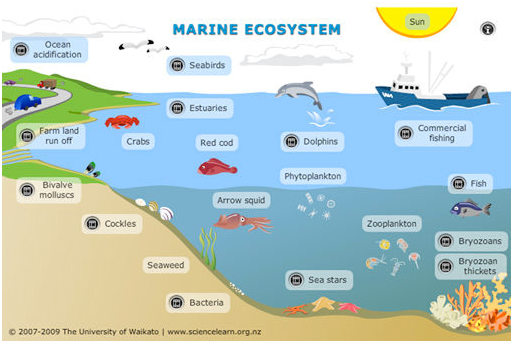 MARINE ECOSYSTEM
Sun
Ocean
acidification
Seabirds
Estuaries
Farm land
run off
Crabs
Red cod
Dolphins
Commercial
fishing
Phytoplankton
Bivalve
molluscs
Fish
Arrow squid
Cockles
Zooplankton
Bryozoans
Seaweed
Bryozoan
thickets
Sea stars
Bacteria
© 2007-2009 The University of Waikato | www.sciencelearn.org.nz